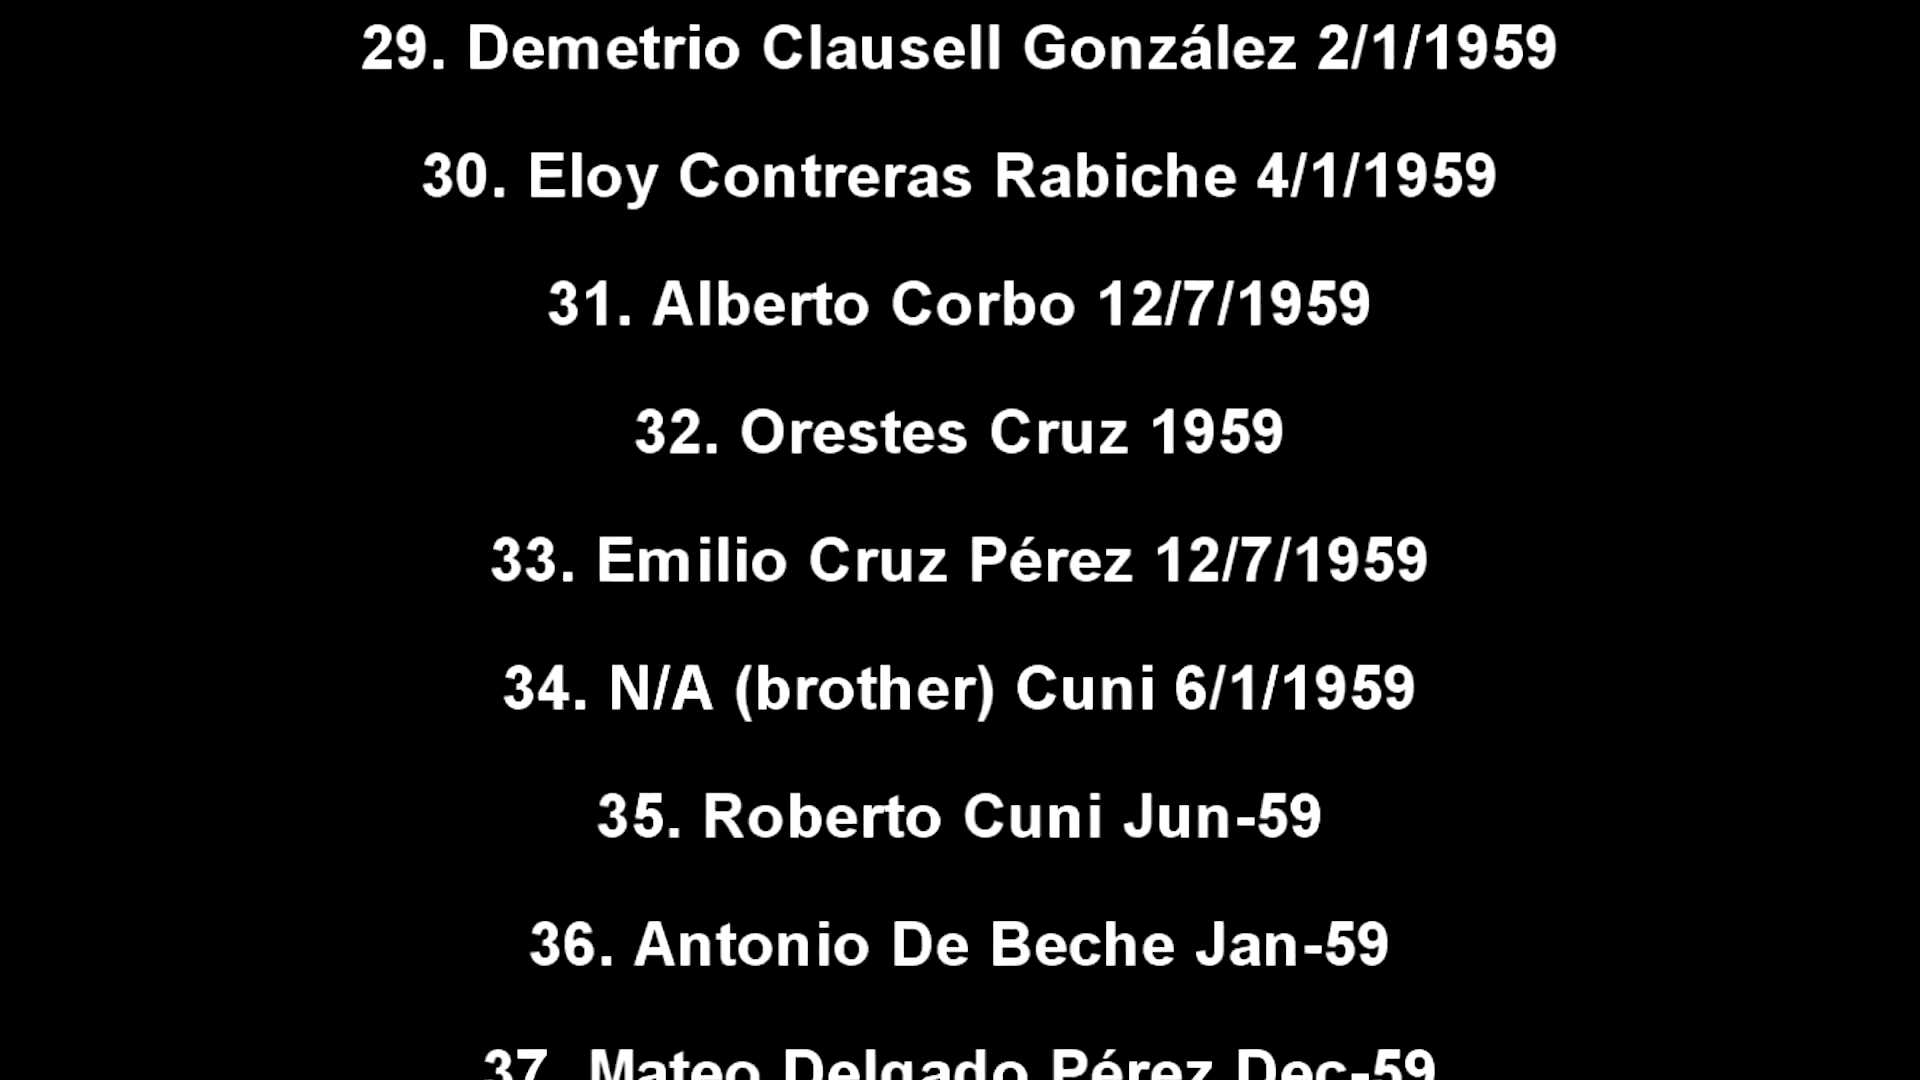 29. Demetrio Clausell González 2/1/1959
30. Eloy Contreras Rabiche 4/1/1959
31. Alberto Corbo 12/7/1959
32. Orestes Cruz 1959
33. Emilio Cruz Pérez 12/7/1959
34. N/A (brother) Cuni 6/1/1959
35. Roberto Cuni Jun-59
36. Antonio De Beche Jan-59
37. Mateo Delgado Pérez Dec-59